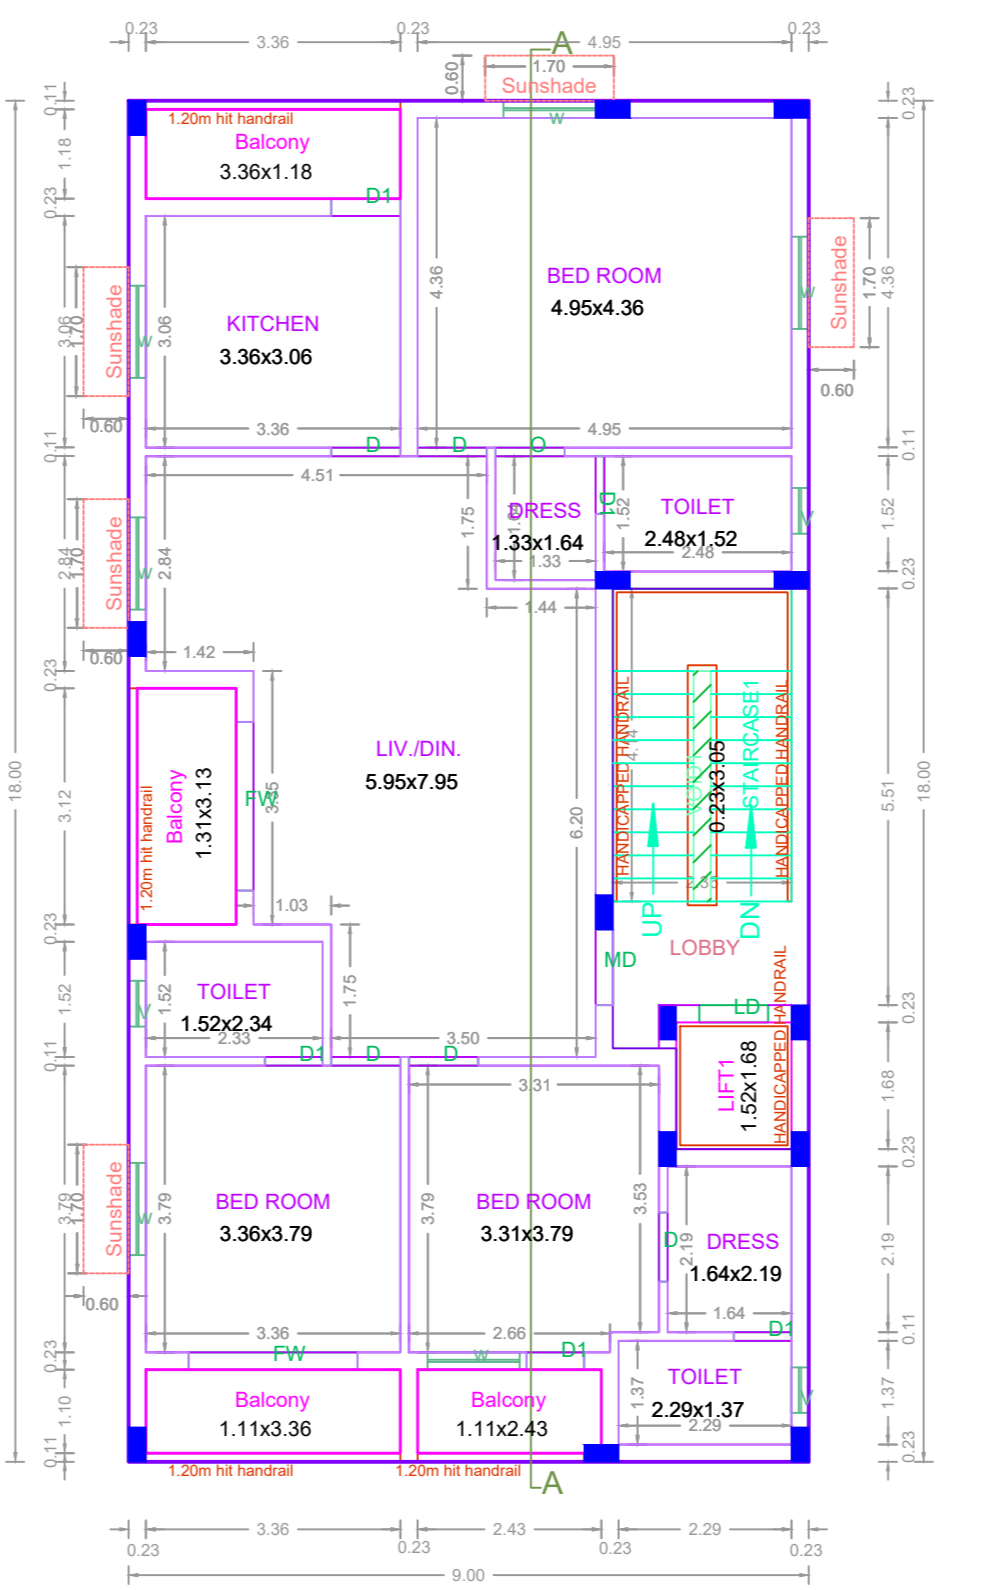 0.23
0.23
0.23
3.36
4.95
A
0.60
1.70
Sunshade
0.11
1.20m hit handrail
W
0.23
Balcony
3.36x1.18
1.18
D1
0.23
BED ROOM
4.95x4.36
4.36
Sunshade
1.70
4.36
W
KITCHEN
3.36x3.06
3.06
Sunshade
1.70
3.06
W
0.60
0.60
3.36
4.95
0.11
D
D
O
0.11
4.51
DRESS
1.33x1.64
1.33
1.75
D1
1.52
TOILET
2.48x1.52
2.48
V
1.52
Sunshade
1.70
2.84
W
2.84
0.23
1.44
0.60
1.42
0.23
18.00
18.00
LIV./DIN.
5.95x7.95
Balcony
1.31x3.13
1.20m hit handrail
3.12
FW
6.20
HANDICAPPED HANDRAIL
4.14
0.23x3.05
STAIRCASE1
HANDICAPPED HANDRAIL
5.51
UP
DN
1.03
0.23
LOBBY
MD
TOILET
1.52x2.34
2.33
1.52
1.52
V
1.75
3.50
LD
0.23
HANDICAPPED HANDRAIL
0.11
D1
D
D
3.31
LIFT1
1.52x1.68
1.68
0.23
BED ROOM
3.36x3.79
3.79
Sunshade
1.70
3.79
W
0.60
BED ROOM
3.31x3.79
3.79
3.53
D
2.19
DRESS
1.64x2.19
1.64
2.19
3.36
2.66
D1
0.11
0.23
FW
W
D1
TOILET
2.29x1.37
2.29
1.37
V
1.37
Balcony
1.11x3.36
Balcony
1.11x2.43
1.10
0.11
0.23
1.20m hit handrail
1.20m hit handrail
A
3.36
2.43
2.29
0.23
0.23
0.23
0.23
9.00